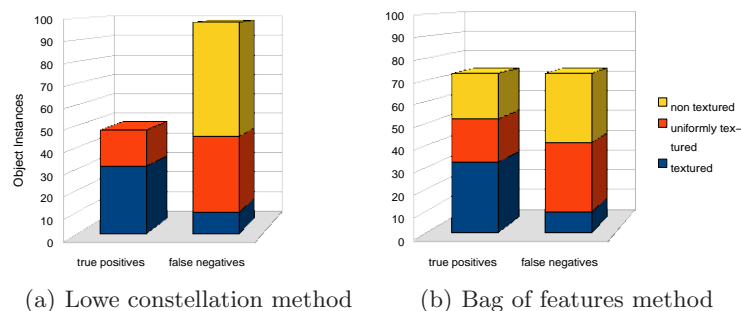 100
90
80
70
60
50
40
30
20
10
0
Object Instances
true positives false negatives
100
90
80
70
60
50
40
30
20
10
0
true positives false negatives
non textured
uniformly tex-
tured
textured
(a) Lowe constellation method
(b) Bag of features method